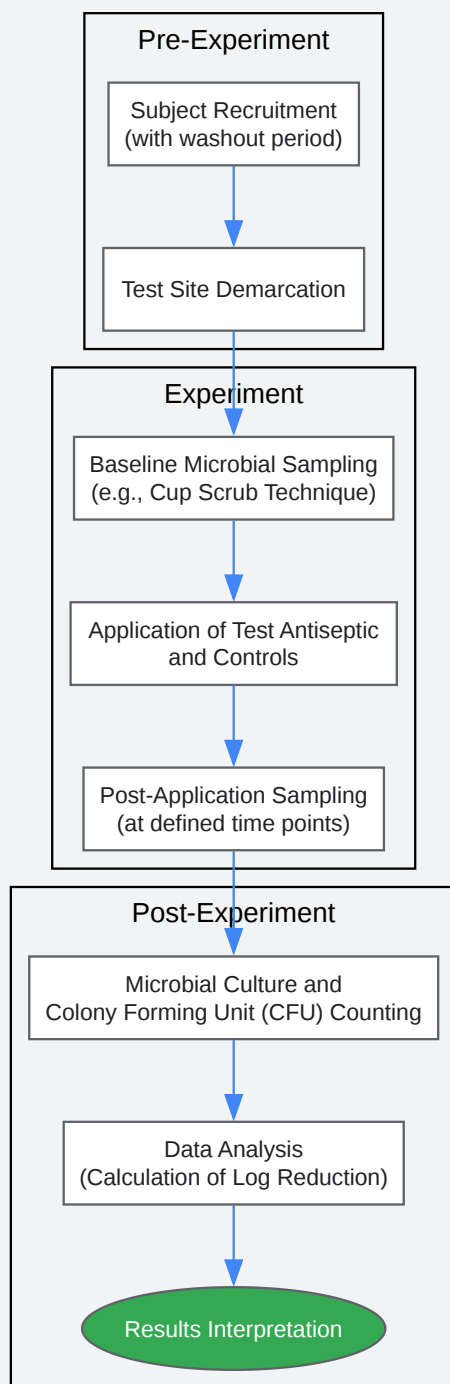 Pre-Experiment
Subject Recruitment
(with washout period)
Test Site Demarcation
Experiment
Baseline Microbial Sampling
(e.g., Cup Scrub Technique)
Application of Test Antiseptic
and Controls
Post-Application Sampling
(at defined time points)
Post-Experiment
Microbial Culture and
Colony Forming Unit (CFU) Counting
Data Analysis
(Calculation of Log Reduction)
Results Interpretation